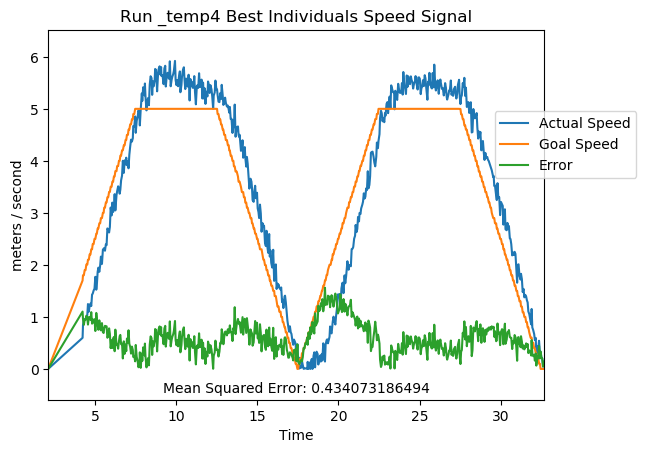 Run _temp4 Best Individuals Speed Signal
meters / second
6
5
4
3
2
1
0
Actual Speed
Goal Speed
Error
Mean Squared Error: 0.434073186494
5 10 15 20 25 30
Time